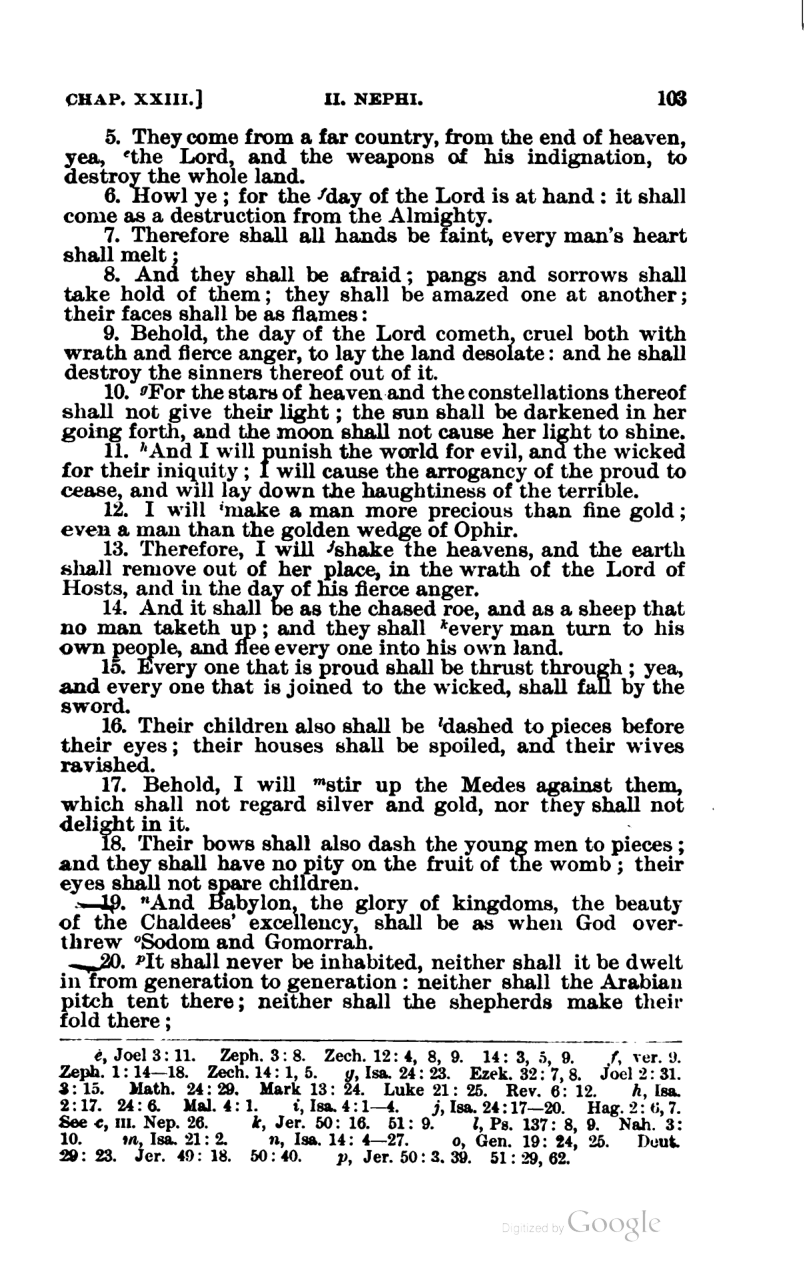 CHAP. XXIII.] II. NEPHI. 103
5. They come from a far country, from the end of heaven,
yea, ᵉthe Lord, and the weapons of his indignation, to
destroy the whole land.
6. Howl ye; for the ᶠday of the Lord is at hand: it shall
come as a destruction from the Almighty.
7. Therefore shall all hands be faint, every man's heart
shall melt;
8. And they shall be afraid; pangs and sorrows shall
take hold of them; they shall be amazed one at another;
their faces shall be as flames:
9. Behold, the day of the Lord cometh, cruel both with
wrath and fierce anger, to lay the land desolate: and he shall
destroy the sinners thereof out of it.
10. ᵍFor the stars of heaven and the constellations thereof
shall not give their light; the sun shall be darkened in her
going forth, and the moon shall not cause her light to shine.
11. ʰAnd I will punish the world for evil, and the wicked
for their iniquity; I will cause the arrogancy of the proud to
cease, and will lay down the haughtiness of the terrible.
12. I will ⁱmake a man more precious than fine gold;
even a man than the golden wedge of Ophir.
13. Therefore, I will ʲshake the heavens, and the earth
shall remove out of her place, in the wrath of the Lord of
Hosts, and in the day of his fierce anger.
14. And it shall be as the chased roe, and as a sheep that
no man taketh up; and they shall ᵏevery man turn to his
own people, and flee every one into his own land.
15. Every one that is proud shall be thrust through; yea,
and every one that is joined to the wicked, shall fall by the
sword.
16. Their children also shall be ˡdashed to pieces before
their eyes; their houses shall be spoiled, and their wives
ravished.
17. Behold, I will ᵐstir up the Medes against them,
which shall not regard silver and gold, nor they shall not
delight in it.
18. Their bows shall also dash the young men to pieces;
and they shall have no pity on the fruit of the womb; their
eyes shall not spare children.
19. ⁿAnd Babylon, the glory of kingdoms, the beauty
of the Chaldees' excellency, shall be as when God over-
threw ᵒSodom and Gomorrah.
20. ᵖIt shall never be inhabited, neither shall it be dwelt
in from generation to generation: neither shall the Arabian
pitch tent there; neither shall the shepherds make their
fold there;
e, Joel 3: 11. Zeph. 3: 8. Zech. 12: 4, 8, 9. 14: 3, 5, 9. f, ver. 9.
Zeph. 1: 14—18. Zech. 14: 1, 5. g, Isa. 24: 23. Ezek. 32: 7, 8. Joel 2: 31.
3: 15. Math. 24: 29. Mark 13: 24. Luke 21: 25. Rev. 6: 12. h, Isa.
2: 17. 24: 6. Mal. 4: 1. i, Isa. 4: 1—4. j, Isa. 24: 17—20. Hag. 2: 6, 7.
See e, III. Nep. 26. k, Jer. 50: 16. 51: 9. l, Ps. 137: 8, 9. Nah. 3:
10. m, Isa. 21: 2. n, Isa. 14: 4—27. o, Gen. 19: 24, 25. Deut.
29: 23. Jer. 49: 18. 50: 40. p, Jer. 50: 3. 39. 51: 29, 62.
Digitized by Google